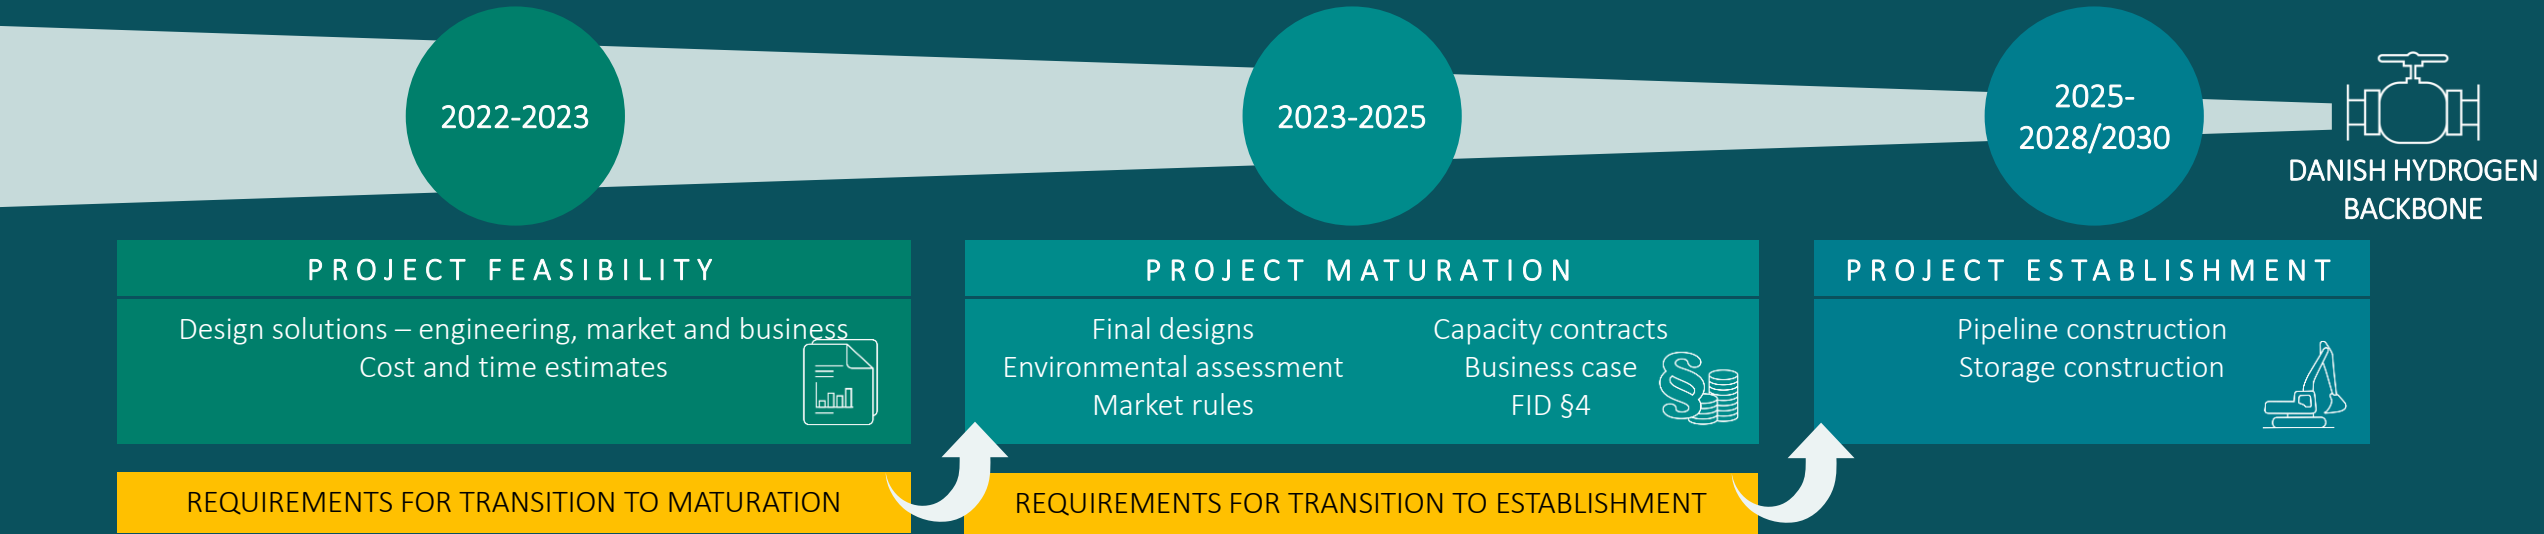 2022-2023
2023-2025
2025-
2028/2030
DANISH HYDROGEN
BACKBONE
PROJECT FEASIBILITY
Design solutions – engineering, market and business
Cost and time estimates
PROJECT MATURATION
Final designs
Environmental assessment
Market rules
Capacity contracts
Business case
FID §4
PROJECT ESTABLISHMENT
Pipeline construction
Storage construction
REQUIREMENTS FOR TRANSITION TO MATURATION
REQUIREMENTS FOR TRANSITION TO ESTABLISHMENT